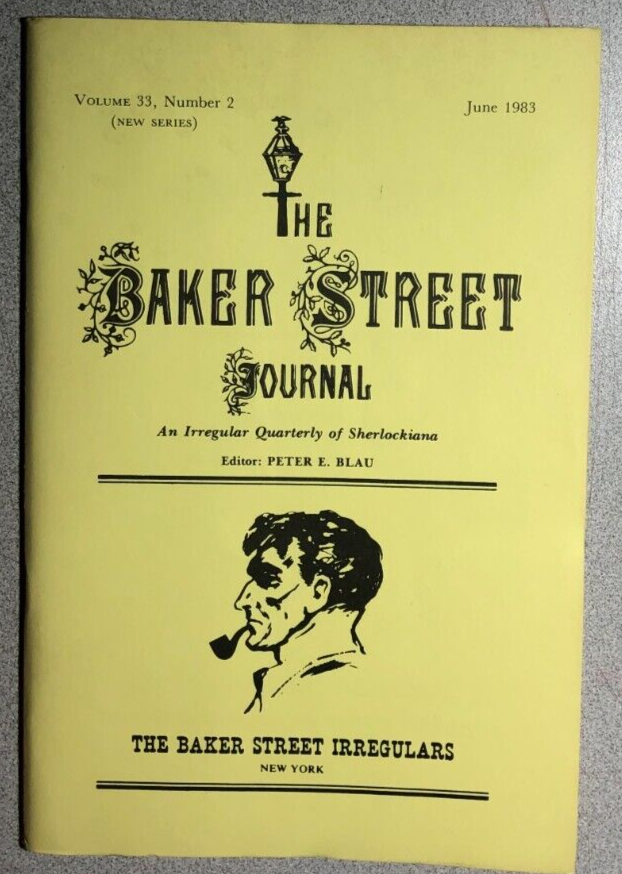 VOLUME 33, Number 2
June 1983
(NEW SERIES)
THE
BAKER STREET
JOURNAL
An Irregular Quarterly of Sherlockiana
Editor: PETER E. BLAU
THE BAKER STREET IRREGULARS
NEW YORK